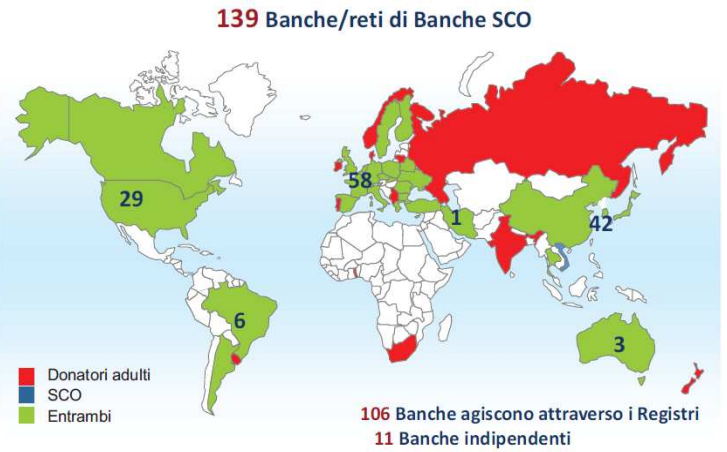 139 Banche/reti di Banche SCO
29
58
1
42
6
3
Donatori adulti
SCO
Entrambi
106 Banche agiscono attraverso i Registri
11 Banche indipendenti